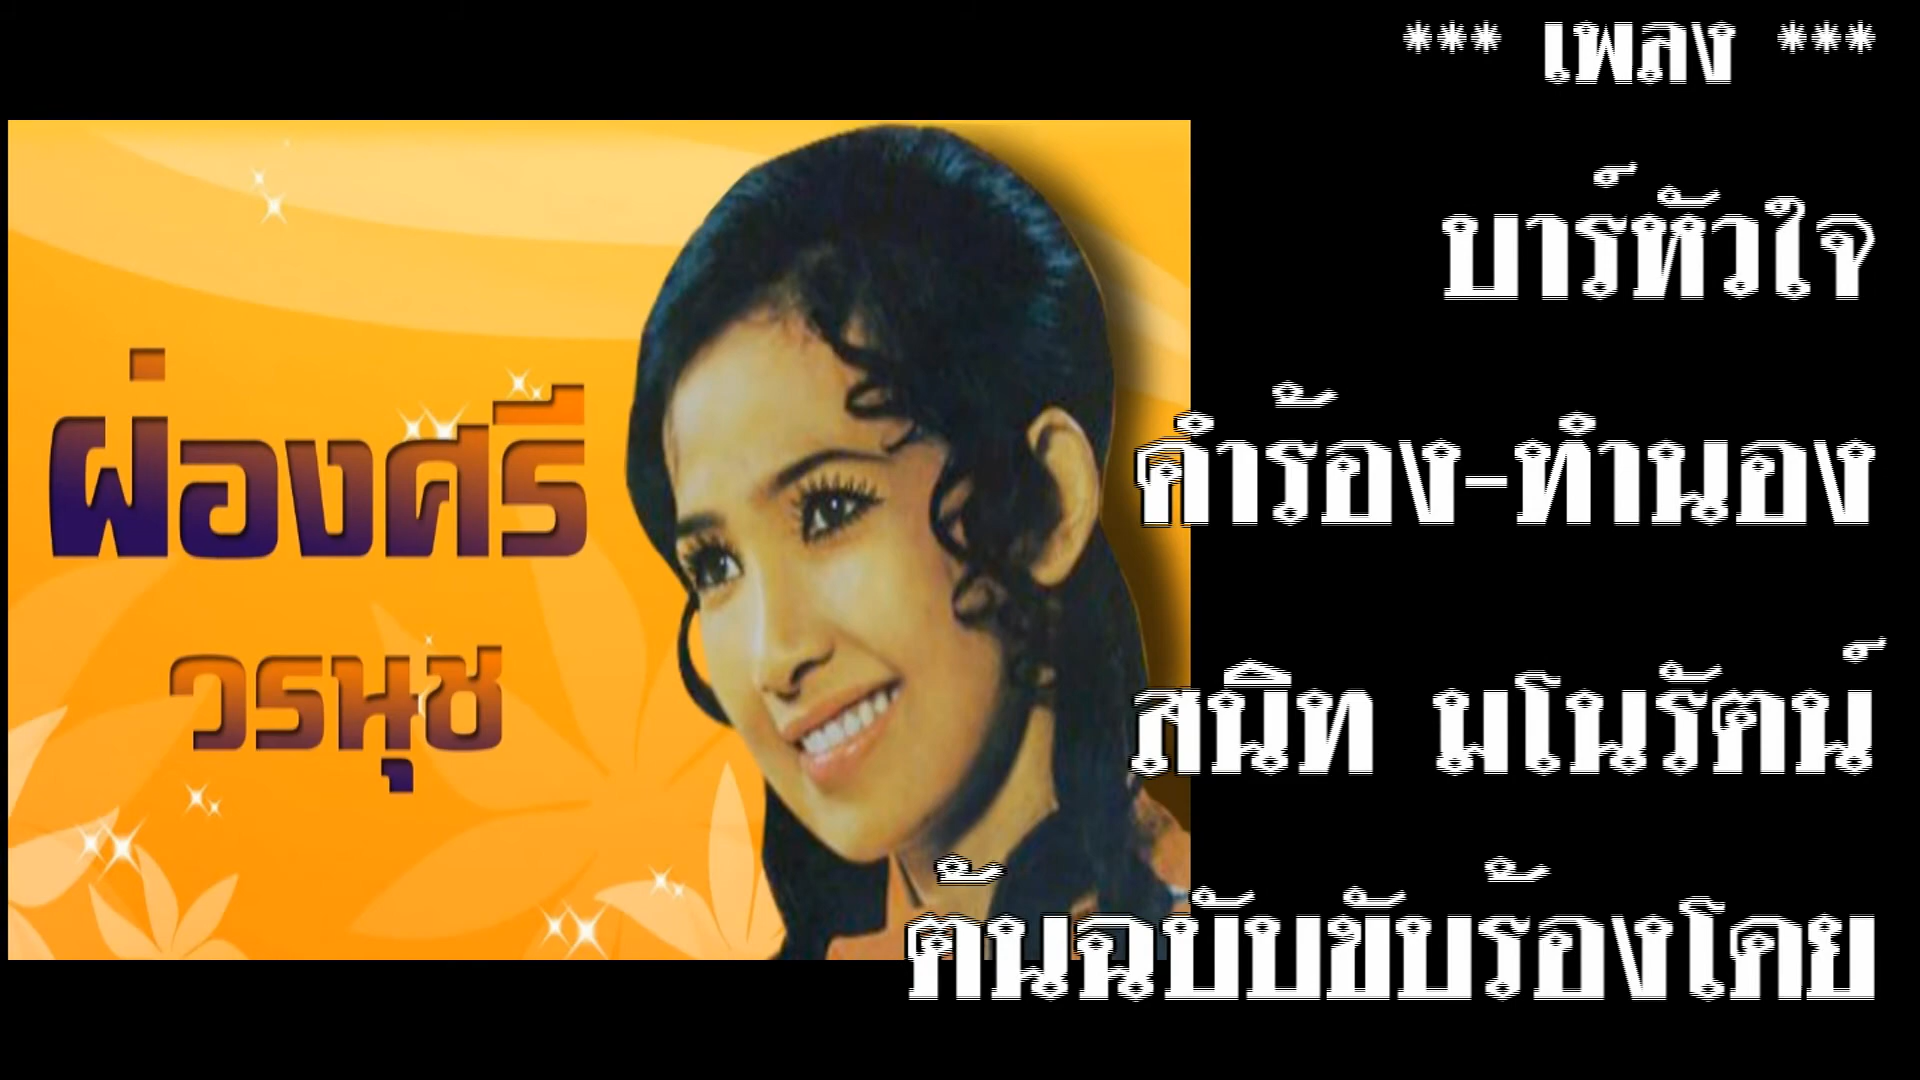 *** เพลง ***
บาร์หัวใจ
คำร้อง-ทำนอง
สนิท มโนรัตน์
ต้นฉบับขับร้องโดย
ผ่องศรี
วรนุช